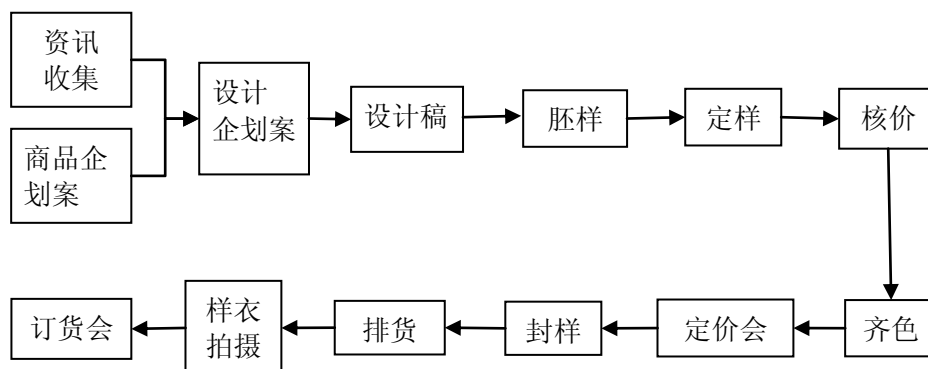 资讯
收集
商品企
划案
设计
企划案
设计稿
胚样
定样
核价
齐色
定价会
封样
排货
样衣
拍摄
订货会